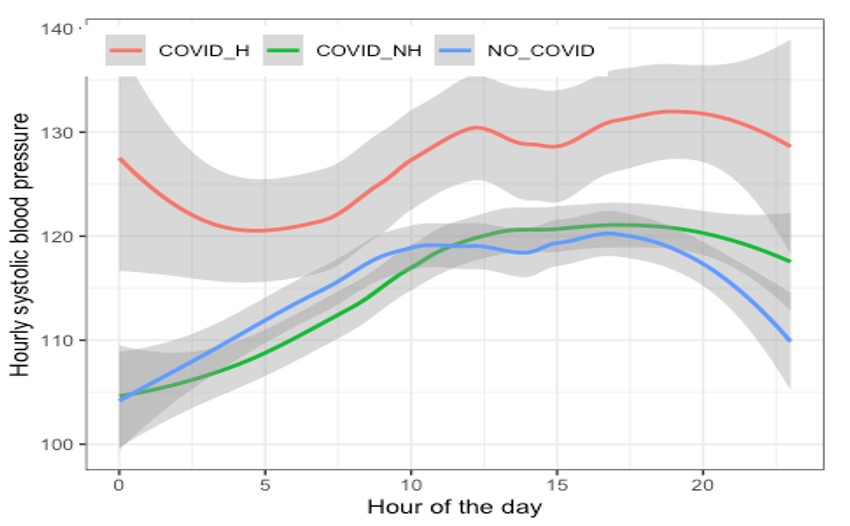 140
COVID_H COVID_NH NO_COVID
130
120
110
100
Hourly systolic blood pressure
0 5 10 15 20
Hour of the day